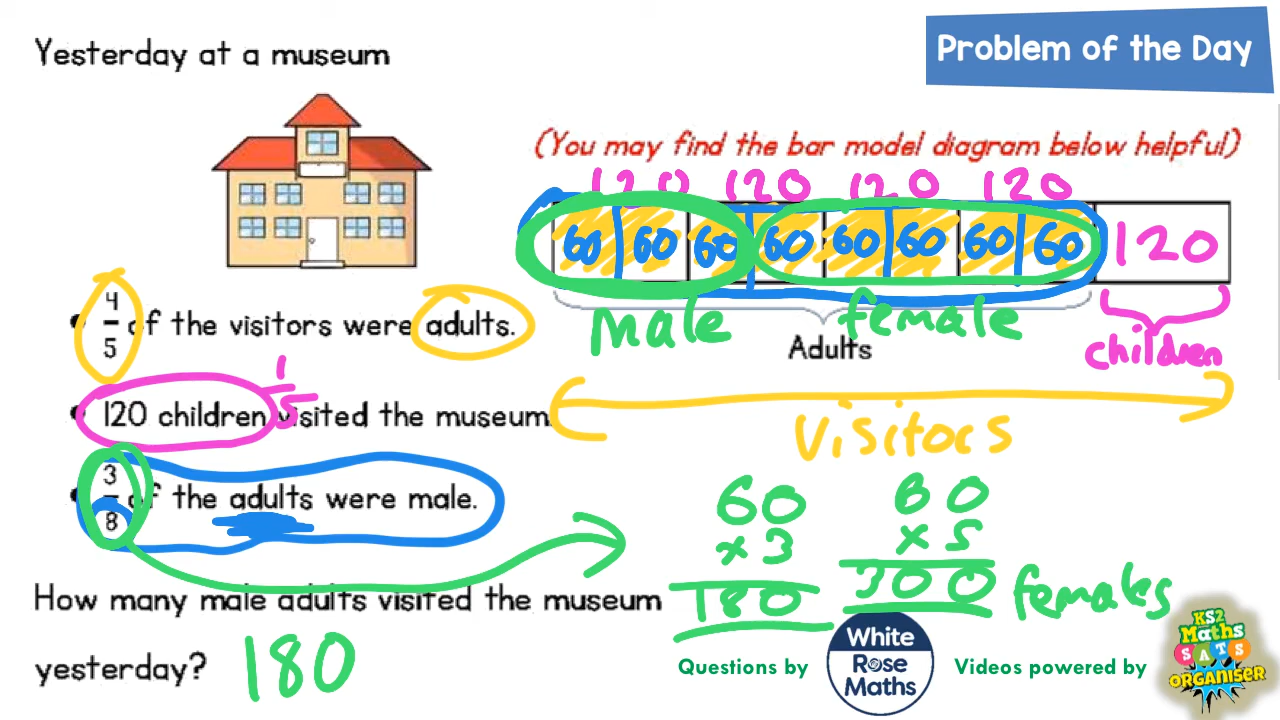 Yesterday at a museum
Problem of the Day
(You may find the bar model diagram below helpful)
120 120 120 120
60 60 60 60 60 60 60 60 120
male female
Adults
children
visitors
4/5 of the visitors were adults.
1/5
120 children visited the museum.
3/8 of the adults were male.
60 60
x 3 x 5
180 300 females
How many male adults visited the museum
yesterday? 180
Questions by
White
Rose
Maths
Videos powered by
KS2
Maths
SATS
ORGANISER